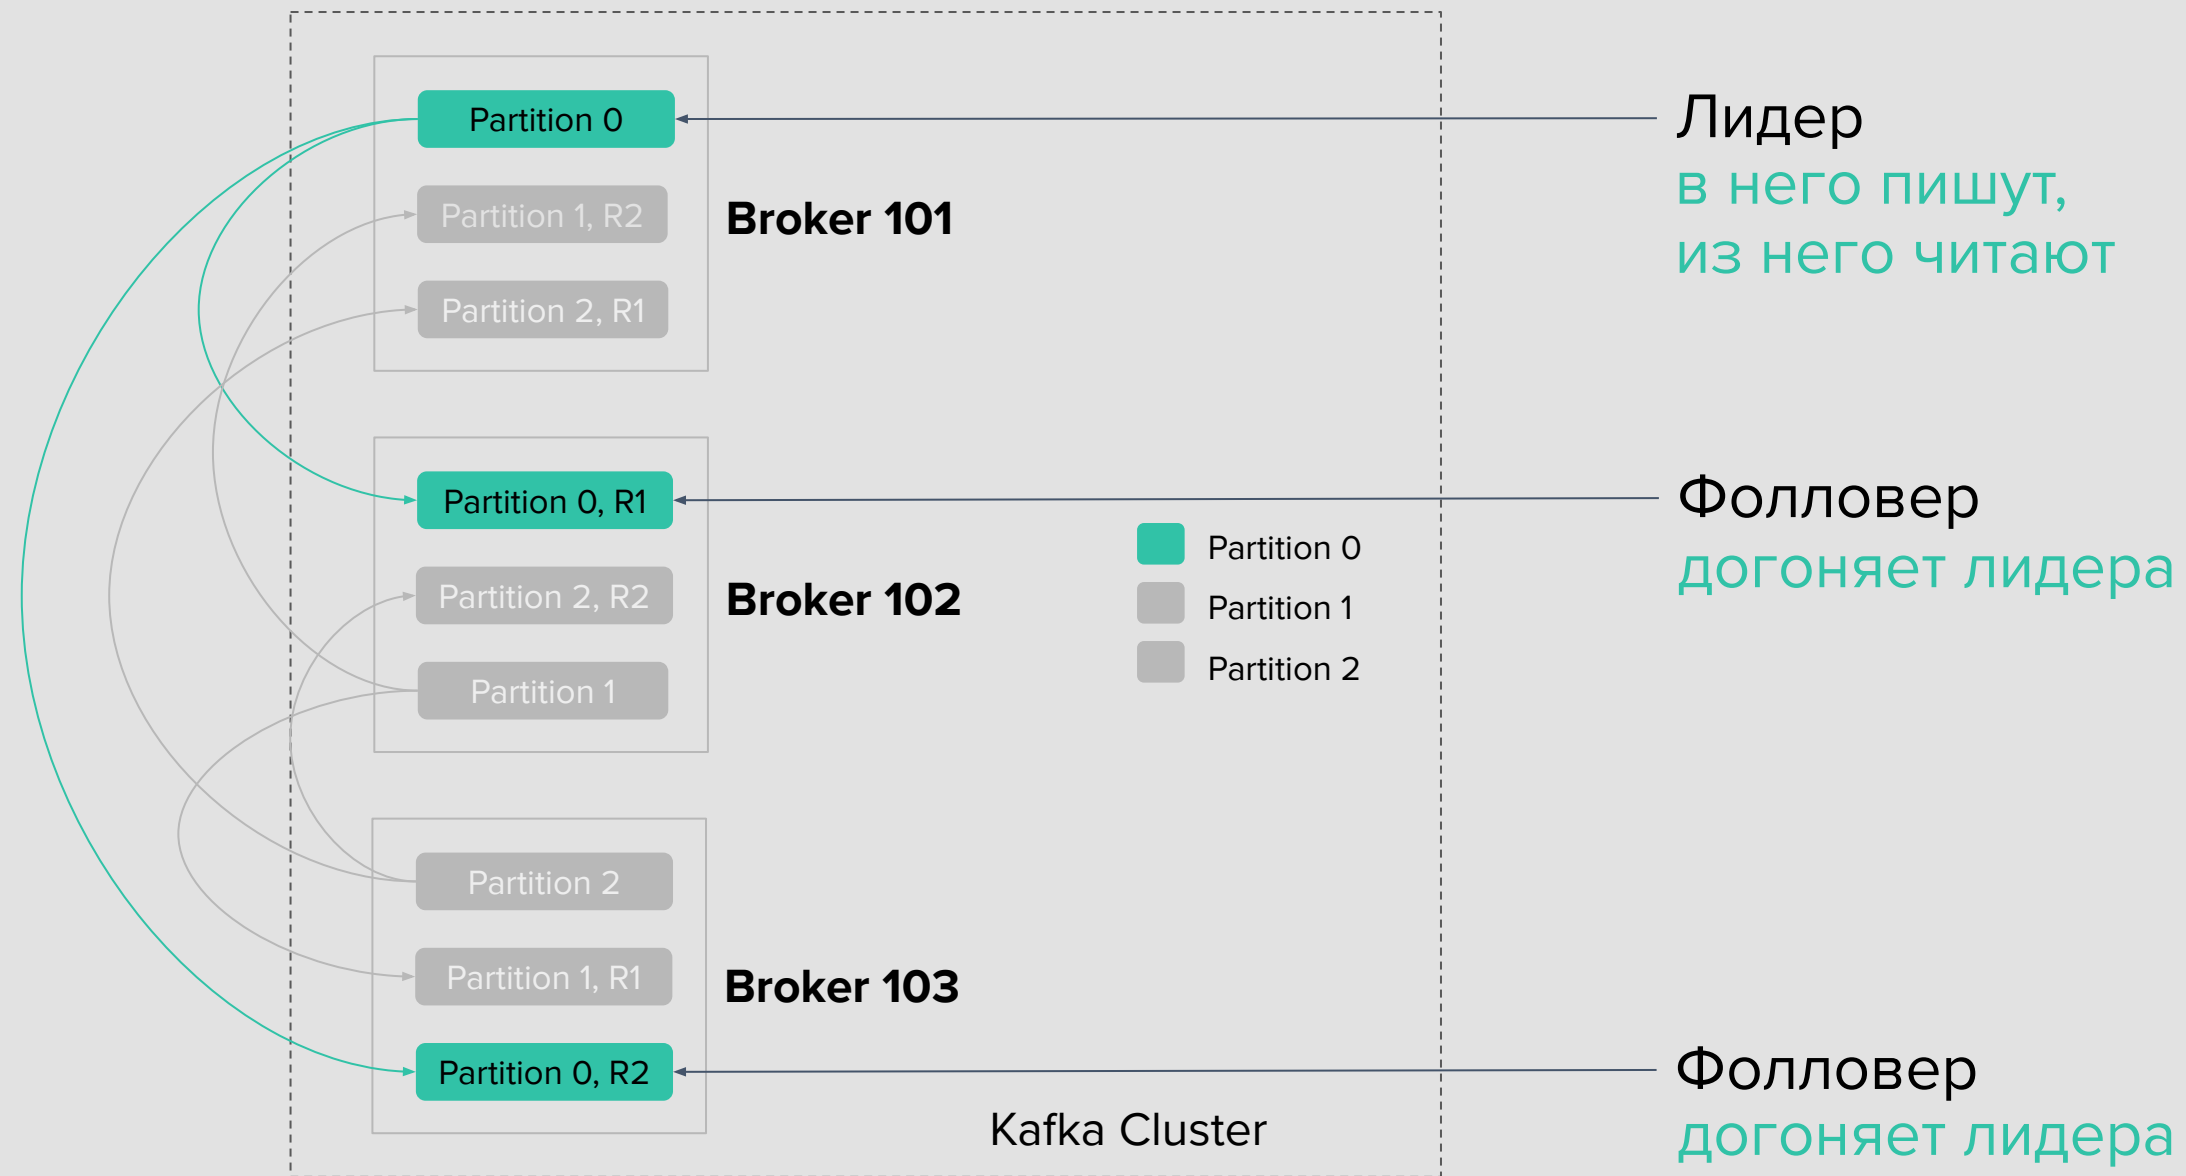 Partition 0
Partition 1, R2
Partition 2, R1
Broker 101
Лидер
в него пишут,
из него читают
Partition 0, R1
Partition 2, R2
Partition 1
Broker 102
Partition 0
Partition 1
Partition 2
Фолловер
догоняет лидера
Partition 2
Partition 1, R1
Partition 0, R2
Broker 103
Kafka Cluster
Фолловер
догоняет лидера